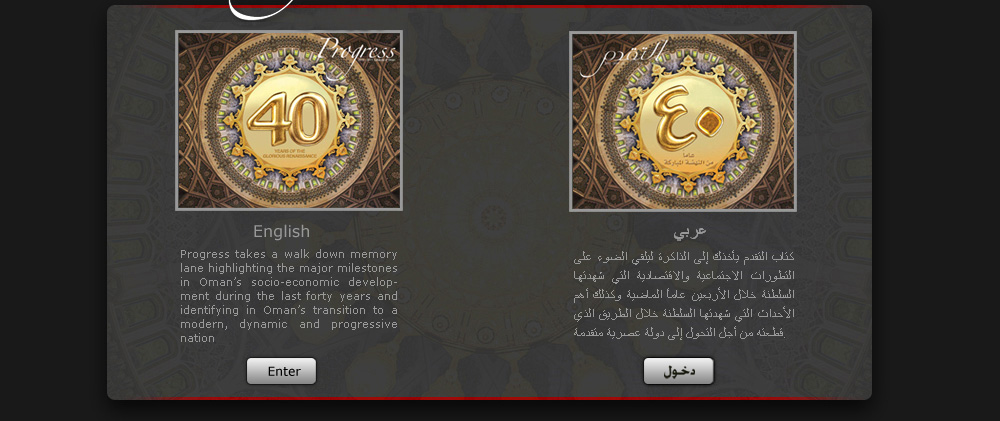 Progress
40
YEARS OF THE
GLORIOUS RENAISSANCE
English
Progress takes a walk down memory
lane highlighting the major milestones
in Oman's socio-economic develop-
ment during the last forty years and
identifying in Oman's transition to a
modern, dynamic and progressive
nation
Enter
التقدم
٤٠
عاماً
من النهضة المباركة
عربي
كتاب التقدم يأخذك إلى الذاكرة ليلقي الضوء على
التطورات الاجتماعية والاقتصادية التي شهدتها
السلطنة خلال الأربعين عاماً الماضية وكذلك أهم
الأحداث التي شهدتها السلطنة خلال الطريق الذي
قطعته من أجل التحول إلى دولة عصرية متقدمة.
دخول